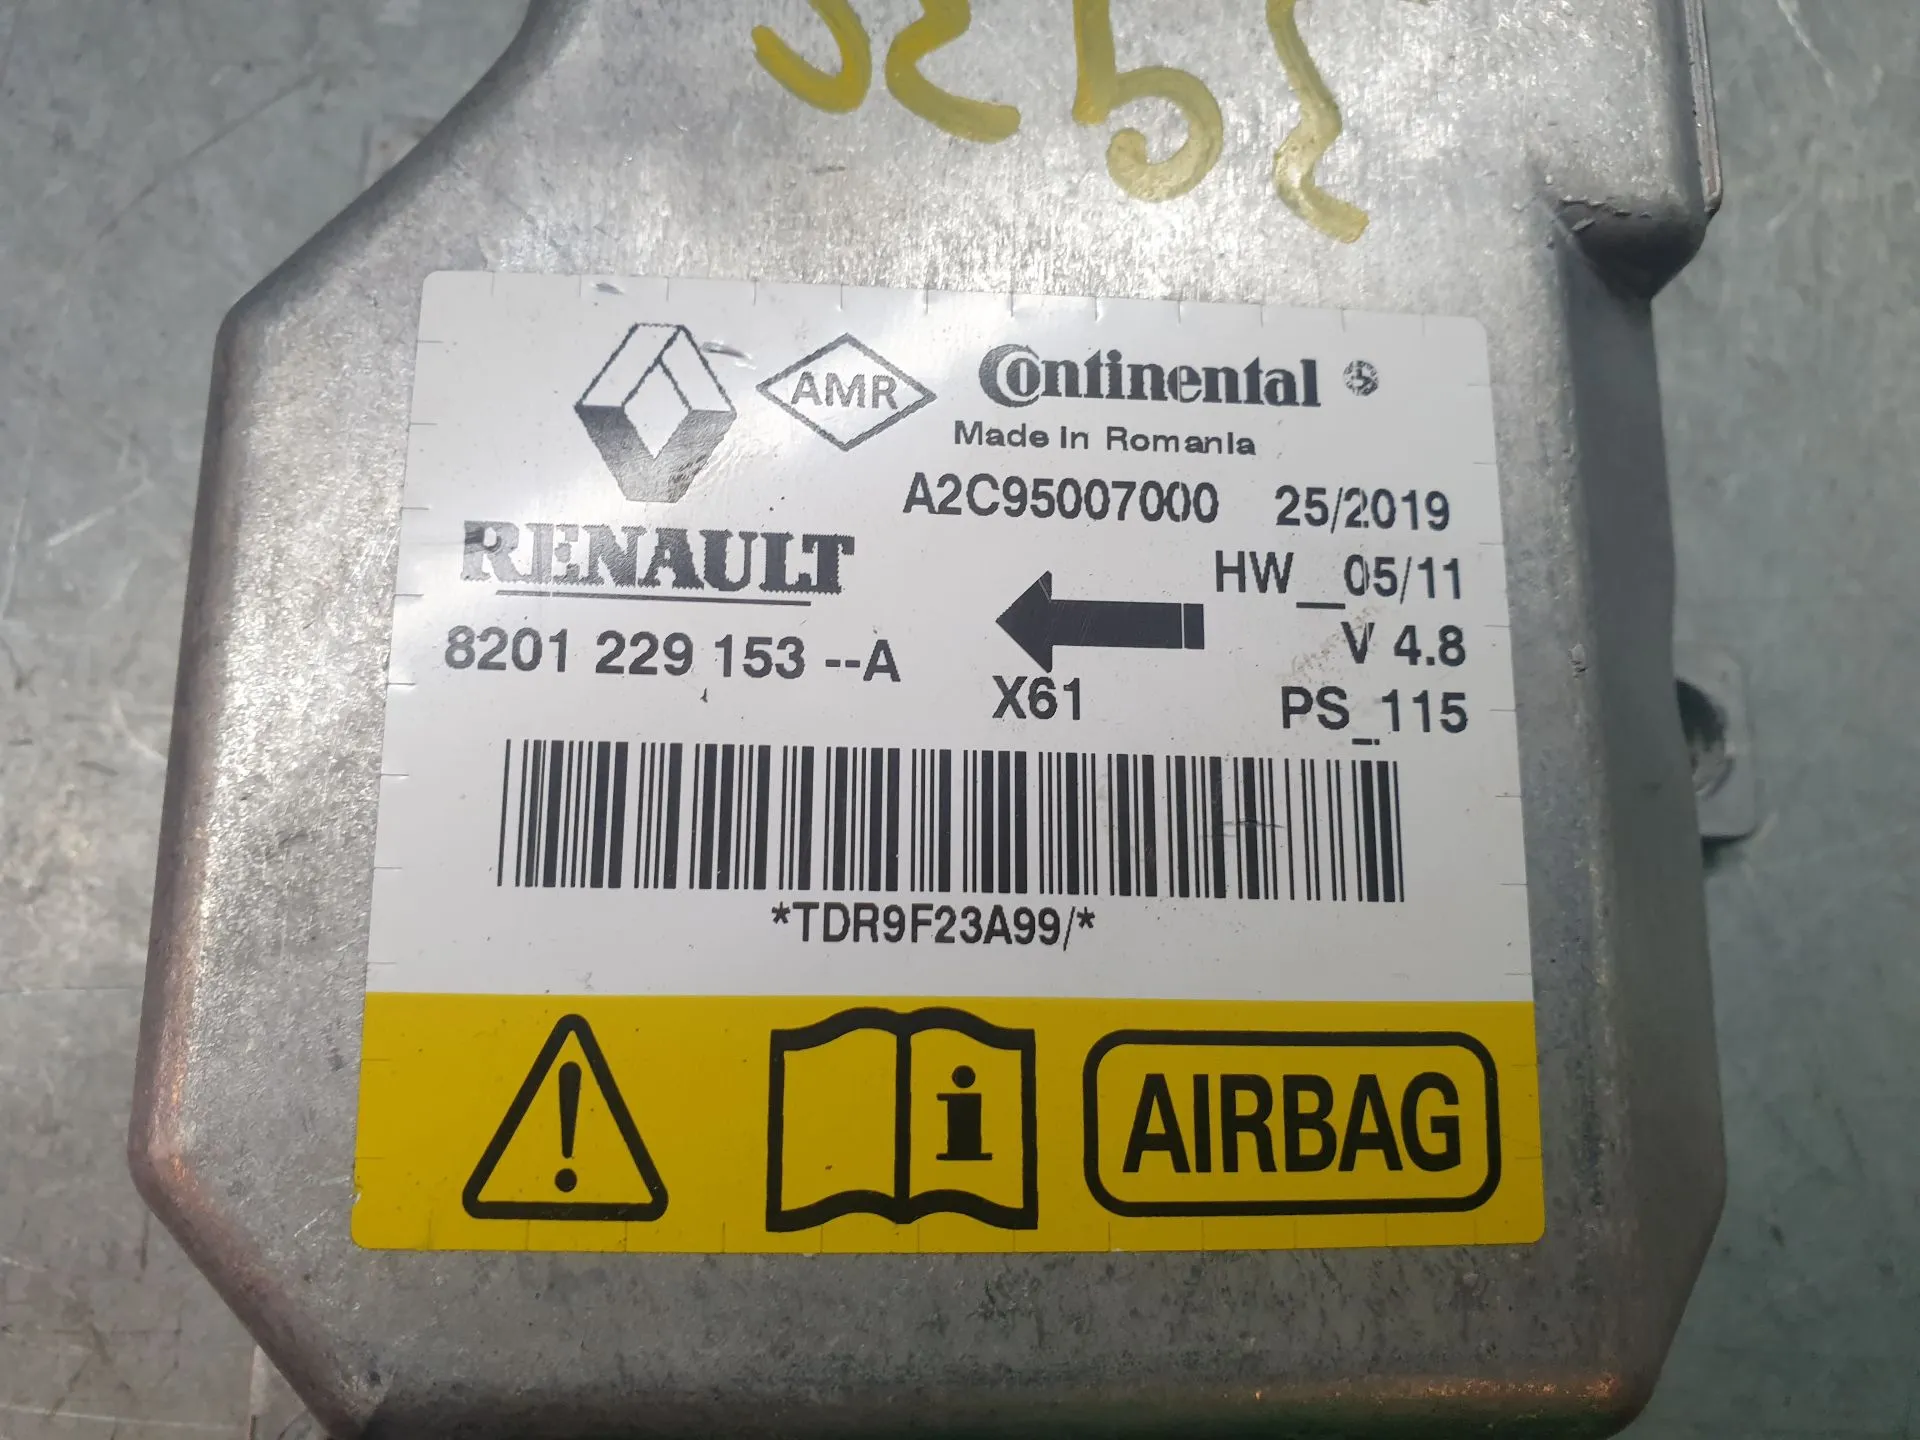 AMR
Continental
Made in Romania
A2C95007000 25/2019
RENAULT
HW_05/11
8201 229 153 --A
V 4.8
X61
PS_115
*TDR9F23A99/*
AIRBAG